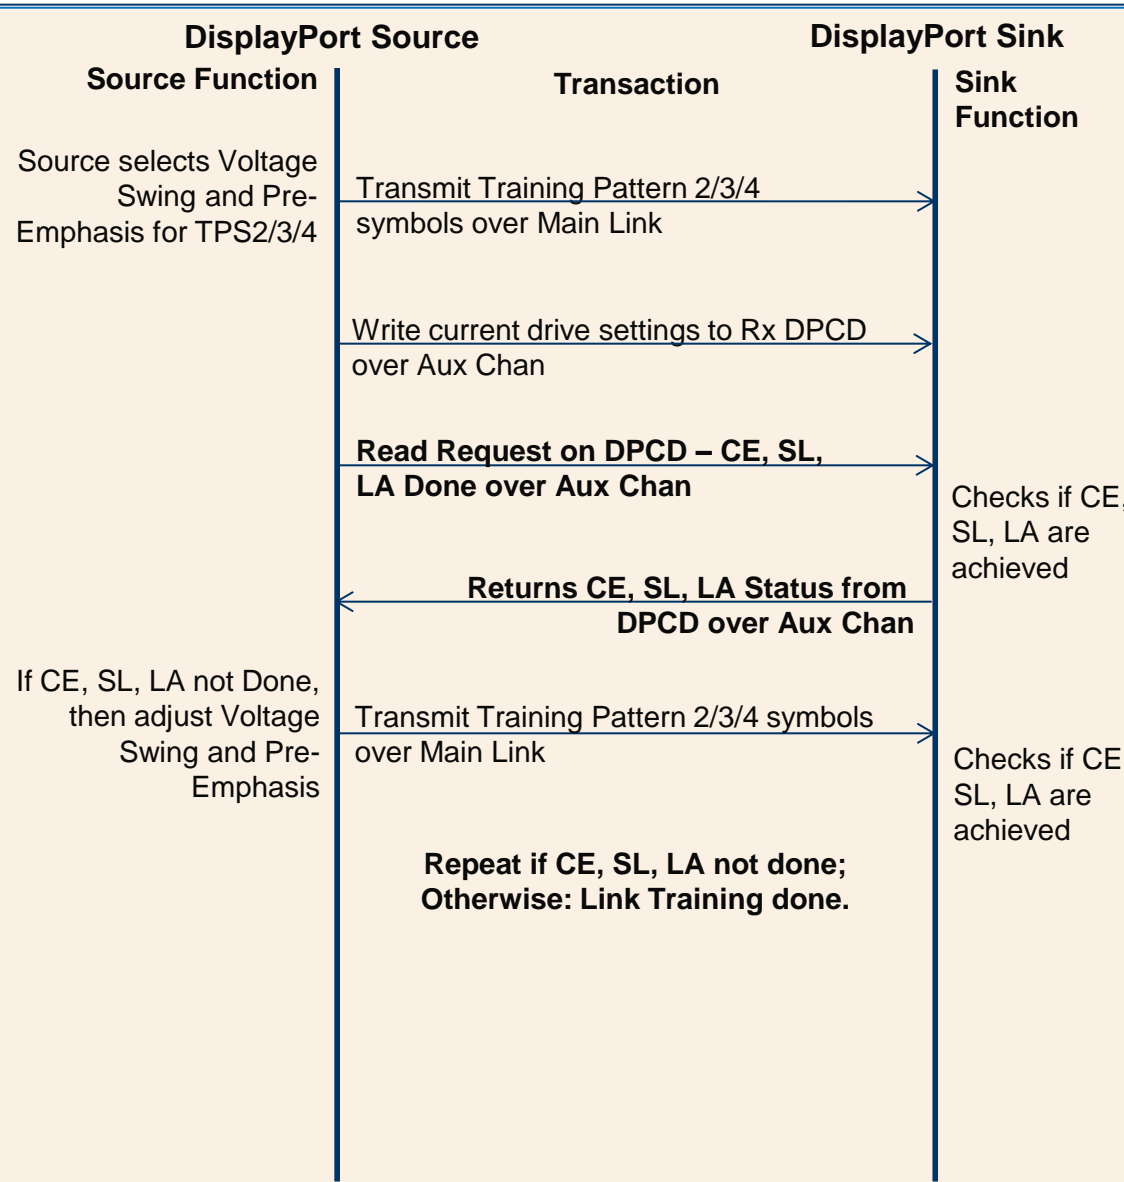 DisplayPort Source
DisplayPort Sink
Source Function
Transaction
Sink
Function
Source selects Voltage
Swing and Pre-
Emphasis for TPS2/3/4
Transmit Training Pattern 2/3/4
symbols over Main Link
Write current drive settings to Rx DPCD
over Aux Chan
Read Request on DPCD – CE, SL,
LA Done over Aux Chan
Checks if CE,
SL, LA are
achieved
Returns CE, SL, LA Status from
DPCD over Aux Chan
If CE, SL, LA not Done,
then adjust Voltage
Swing and Pre-
Emphasis
Transmit Training Pattern 2/3/4 symbols
over Main Link
Checks if CE
SL, LA are
achieved
Repeat if CE, SL, LA not done;
Otherwise: Link Training done.